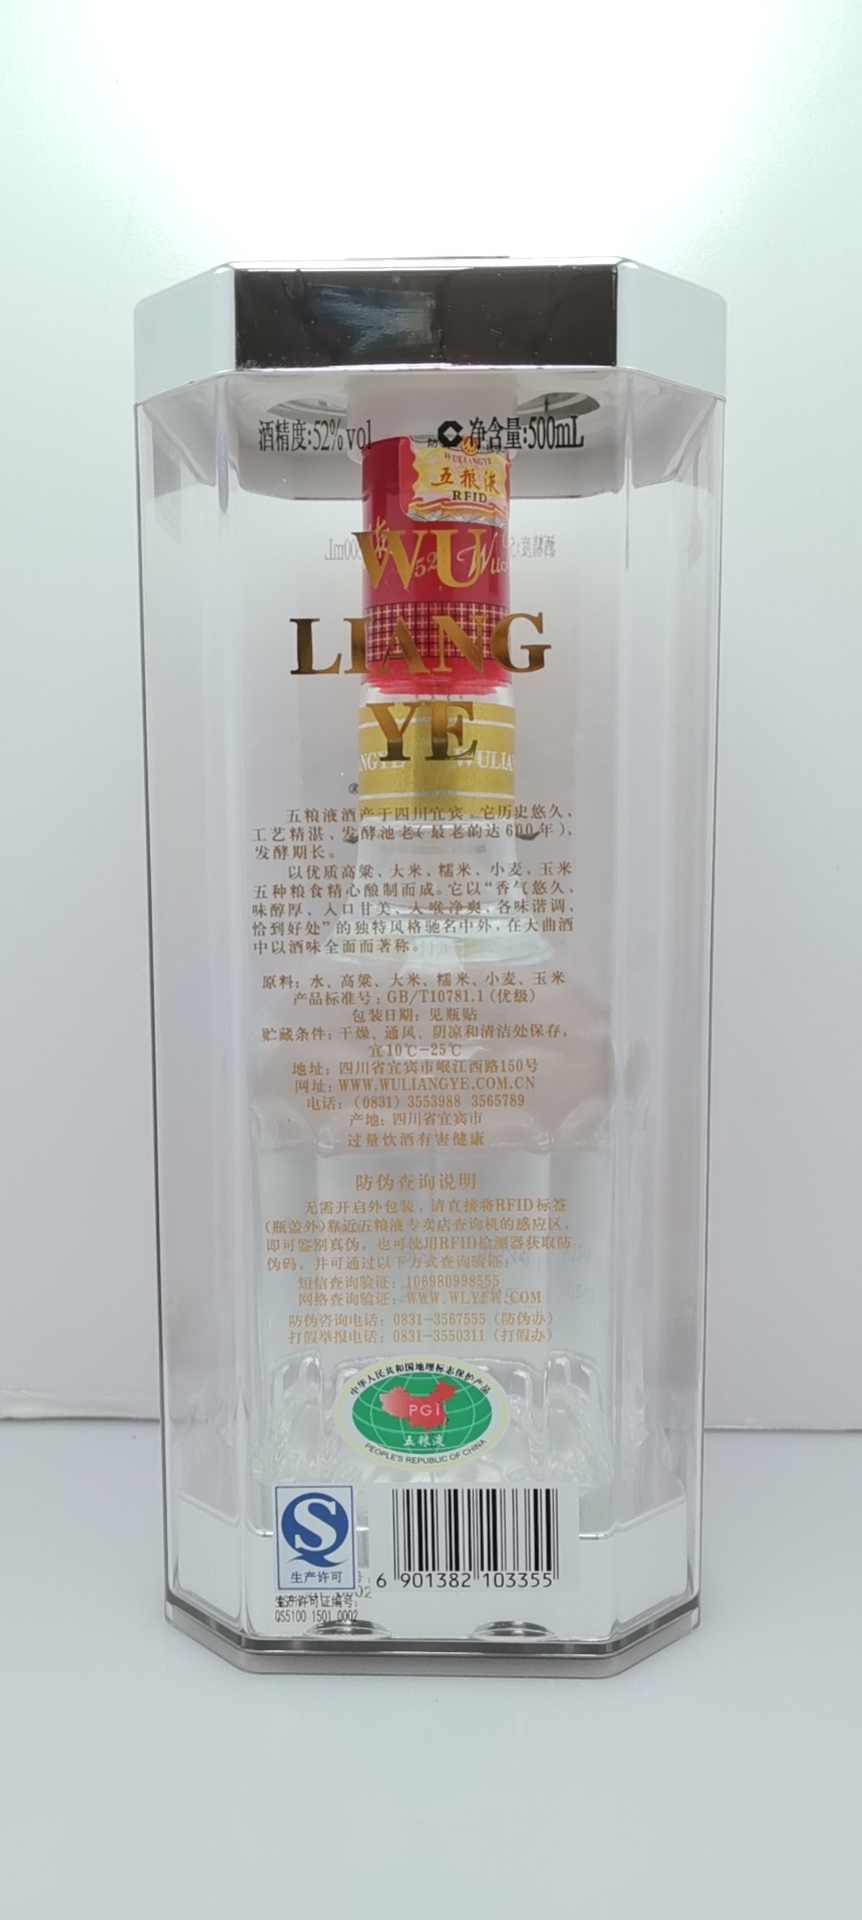 酒精度:52%vol
净含量:500mL
WULIANGYE
五粮液
RFID
WU
52
LIANG
YE
WULIA
五粮液酒产于四川宜宾。它历史悠久、
工艺精湛、发酵池老(最老的达600年)、
发酵期长。
以优质高粱、大米、糯米、小麦、玉米
五种粮食精心酿制而成。它以“香气悠久、
味醇厚、入口甘美、入喉净爽、各味谐调、
恰到好处”的独特风格驰名中外,在大曲酒
中以酒味全面而著称。
原料：水、高粱、大米、糯米、小麦、玉米
产品标准号：GB/T10781.1(优级)
包装日期：见瓶贴
贮藏条件：干燥、通风、阴凉和清洁处保存，
宜10℃-25℃
地址：四川省宜宾市岷江西路150号
网址：WWW.WULIANGYE.COM.CN
电话：(0831) 3553988 3565789
产地：四川省宜宾市
过量饮酒有害健康
防伪查询说明
无需开启外包装，请直接将RFID标签
(瓶盖外)靠近五粮液专卖店查询机的感应区，
即可鉴别真伪，也可使用RFID检测器获取防
伪码，并可通过以下方式查询验证：
短信查询验证：106980998555
网络查询验证：WWW.WLYFW.COM
防伪咨询电话：0831-3567555 (防伪办)
打假举报电话：0831-3550311 (打假办)
中华人民共和国地理标志保护产品
PGI
五粮液
PEOPLE'S REPUBLIC OF CHINA
生产许可
6 901382 103355
生产许可证编号:
QS5100 1501 0002